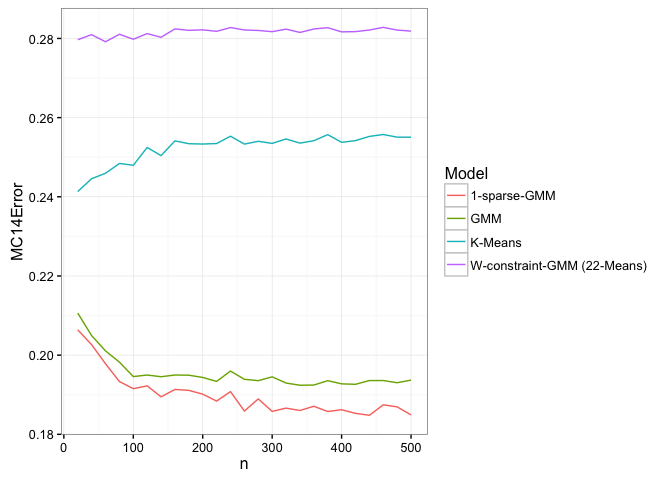 0.28
0.26
0.24
0.22
0.20
0.18
MC14Error
0 100 200 300 400 500
n
Model
1-sparse-GMM
GMM
K-Means
W-constraint-GMM (22-Means)